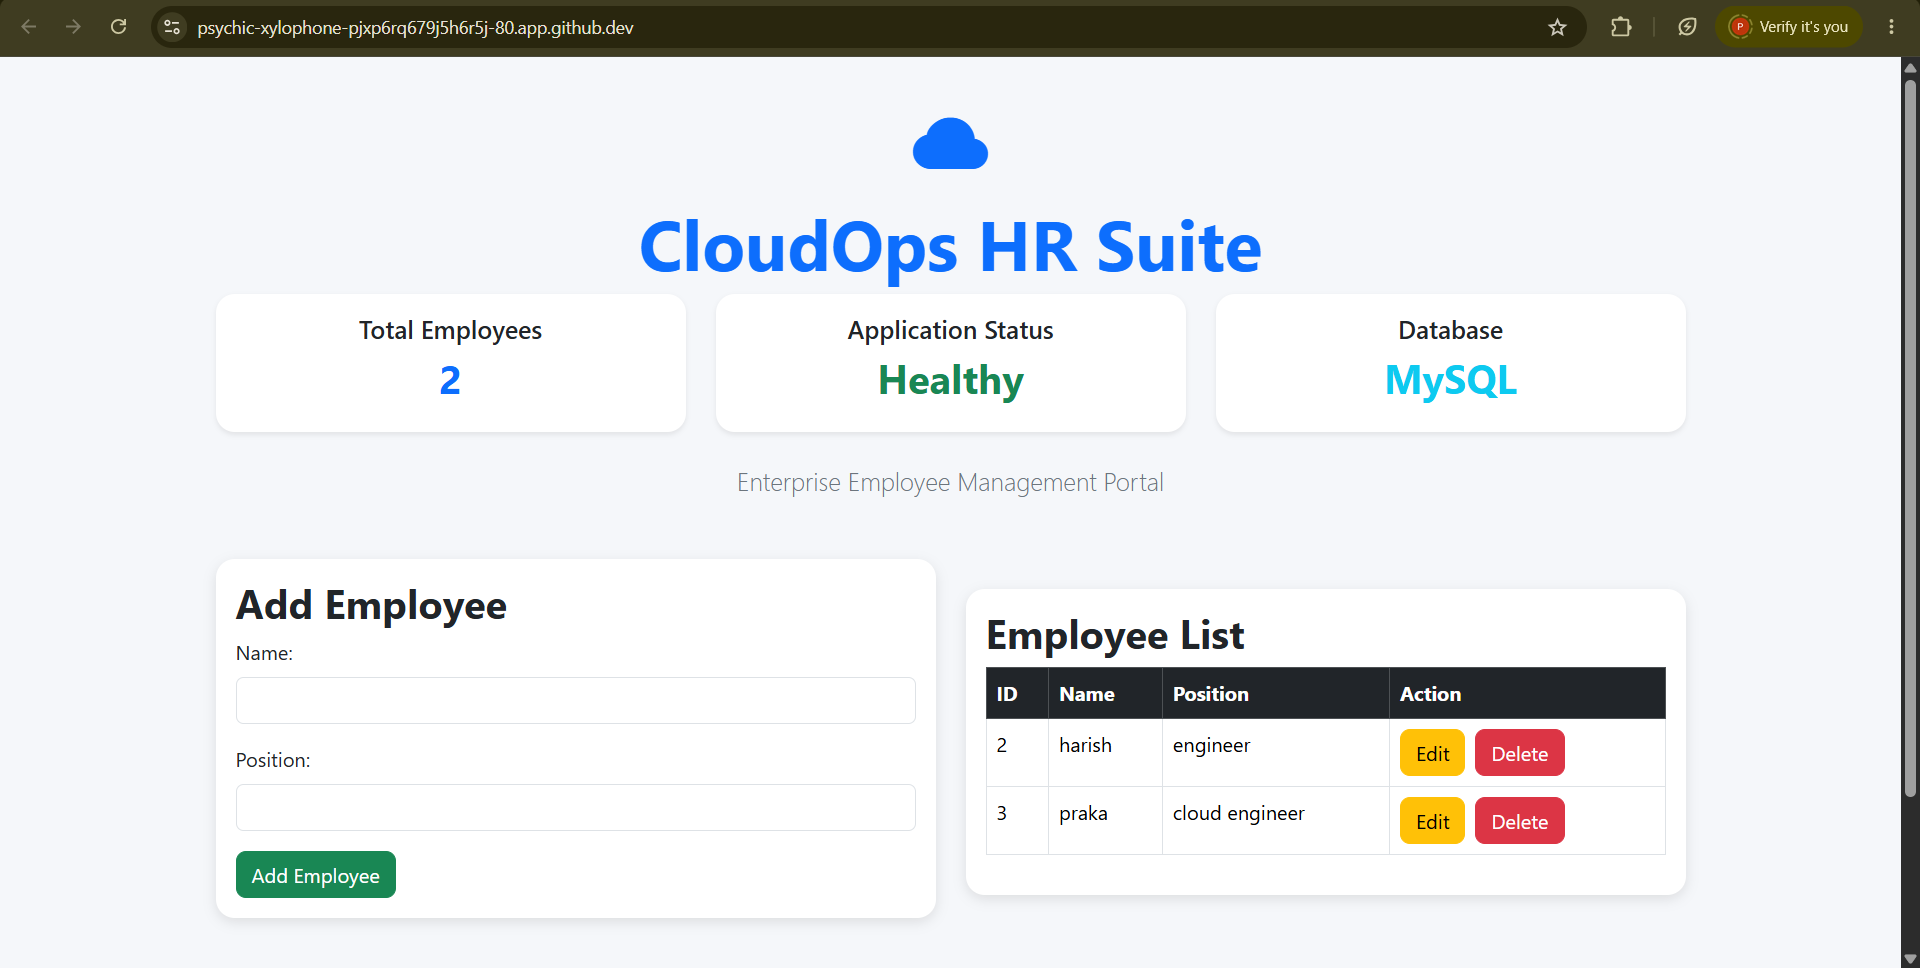 psychic-xylophone-pjxp6rq679j5h6r5j-80.app.github.dev
P
Verify it's you
CloudOps HR Suite
Total Employees
2
Application Status
Healthy
Database
MySQL
Enterprise Employee Management Portal
Add Employee
Name:
Position:
Add Employee
Employee List
ID Name Position Action
2 harish engineer Edit Delete
3 praka cloud engineer Edit Delete